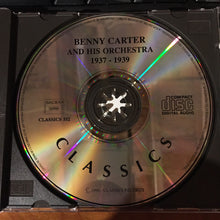 BENNY CARTER
AND HIS ORCHESTRA
1937 - 1939
CLASSICS 552
COMPACT
disc
DIGITAL AUDIO
CLASSICS